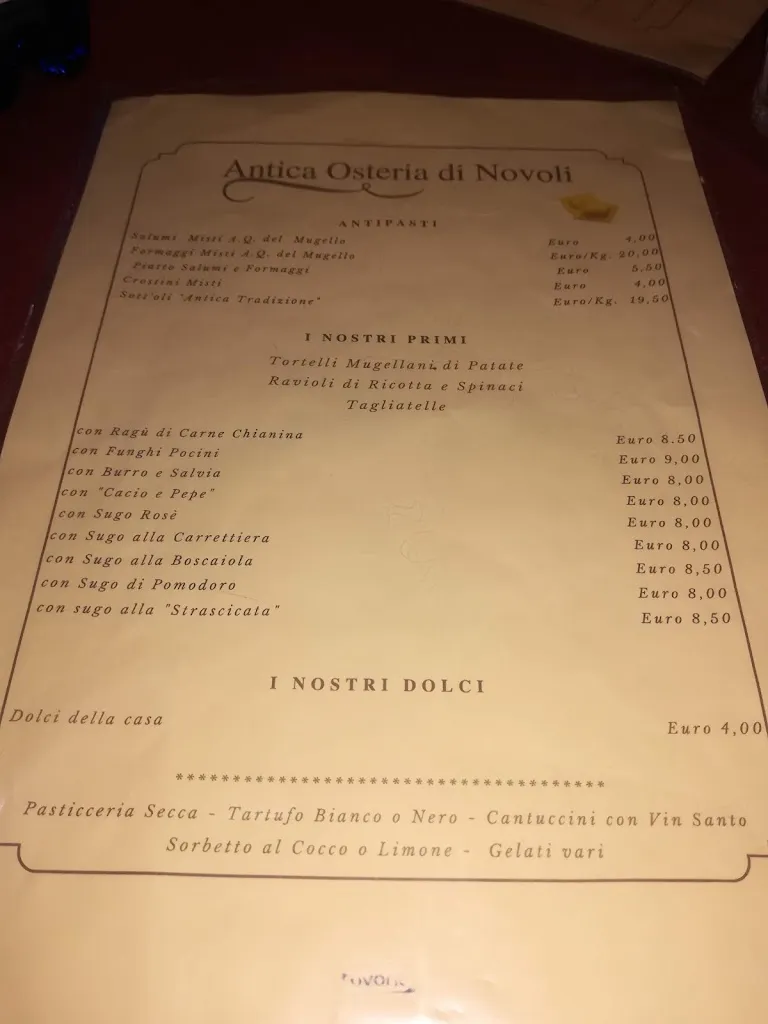 Antica Osteria di Novoli
ANTIPASTI
Salumi Misti A.Q. del Mugello Euro 4,00
Formaggi Misti A.Q. del Mugello Euro/Kg. 20,00
Piatto Salumi e Formaggi Euro 5,50
Crostini Misti Euro 4,00
Sott'oli "Antica Tradizione" Euro/Kg. 19,50
I NOSTRI PRIMI
Tortelli Mugellani di Patate
Ravioli di Ricotta e Spinaci
Tagliatelle
con Ragù di Carne Chianina Euro 8.50
con Funghi Pocini Euro 9,00
con Burro e Salvia Euro 8,00
con "Cacio e Pepe" Euro 8,00
con Sugo Rosè Euro 8,00
con Sugo alla Carrettiera Euro 8,00
con Sugo alla Boscaiola Euro 8,50
con Sugo di Pomodoro Euro 8,00
con sugo alla "Strascicata" Euro 8,50
I NOSTRI DOLCI
Dolci della casa Euro 4,00
*************************************
Pasticceria Secca - Tartufo Bianco o Nero - Cantuccini con Vin Santo
Sorbetto al Cocco o Limone - Gelati vari